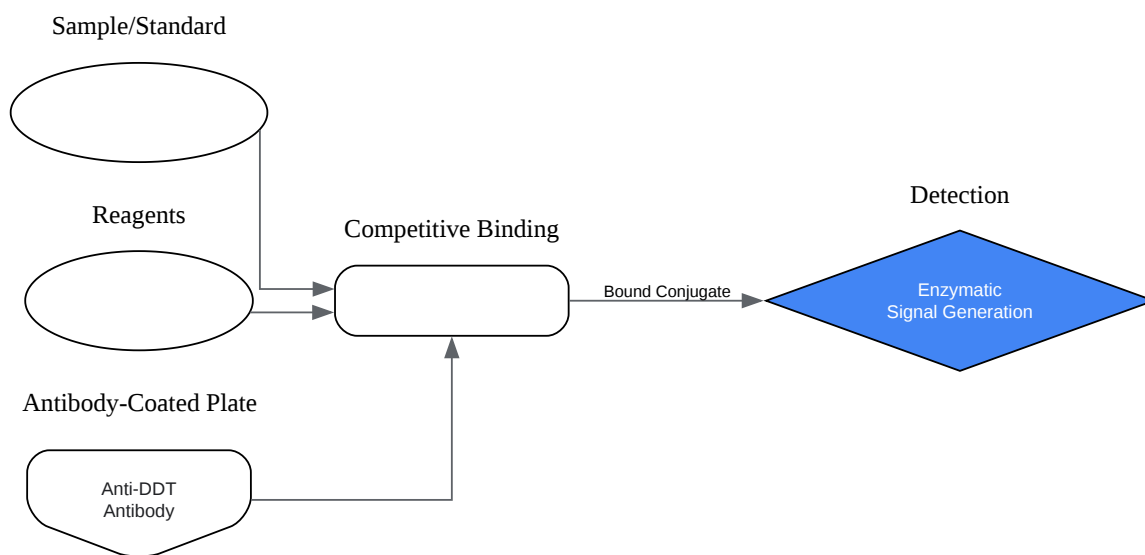 Sample/Standard
Reagents
Competitive Binding
Detection
Bound Conjugate
Enzymatic
Signal Generation
Antibody-Coated Plate
Anti-DDT
Antibody